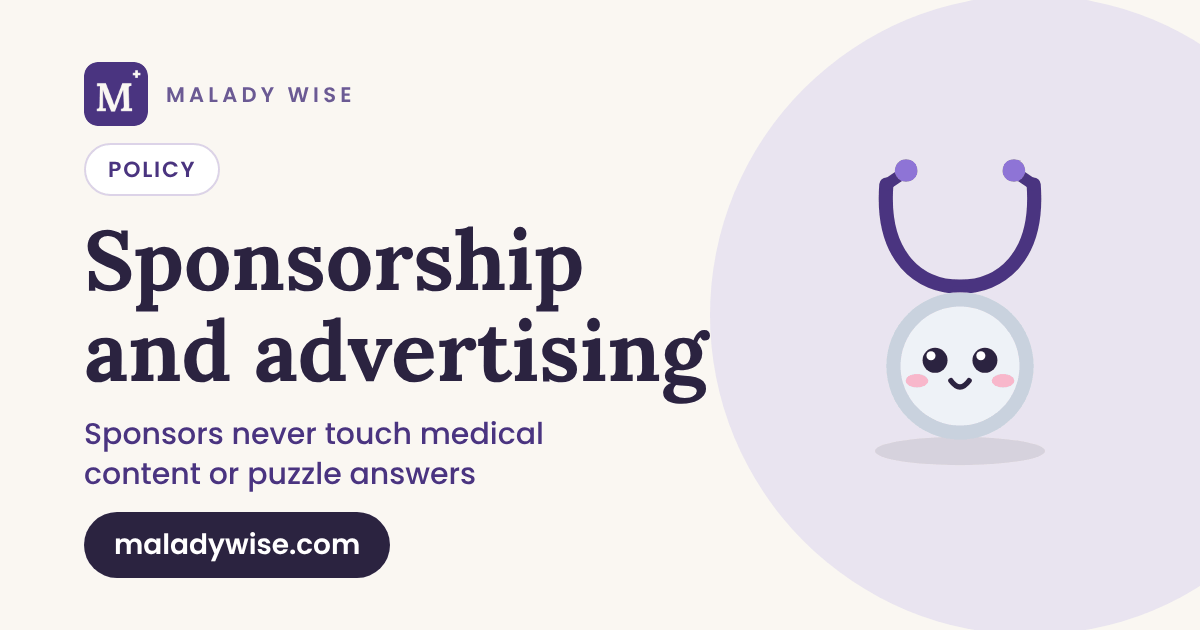 M+
MALADY WISE
POLICY
Sponsorship
and advertising
Sponsors never touch medical
content or puzzle answers
maladywise.com